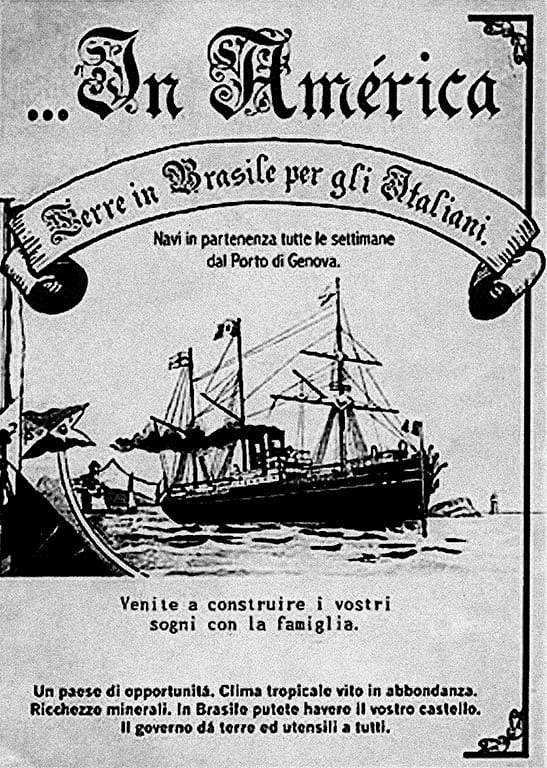 ...In América
Terre in Brasile per gli Italiani.
Navi in partenenza tutte le settimane
dal Porto di Genova.
Venite a construire i vostri
sogni con la famiglia.
Un paese di opportunitá. Clima tropicale vito in abbondanza.
Ricchezze minerali. In Brasile putete havere il vostro castello.
Il governo dá terre ed utensili a tutti.